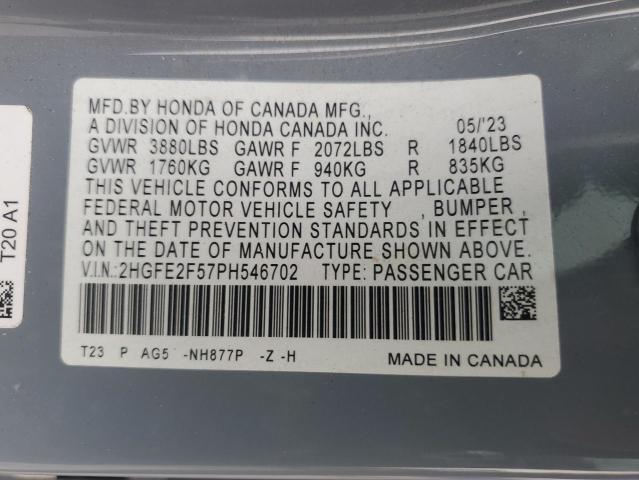 MFD.BY HONDA OF CANADA MFG.,
A DIVISION OF HONDA CANADA INC. 05/'23
GVWR 3880LBS GAWR F 2072LBS R 1840LBS
GVWR 1760KG GAWR F 940KG R 835KG
THIS VEHICLE CONFORMS TO ALL APPLICABLE
FEDERAL MOTOR VEHICLE SAFETY , BUMPER ,
AND THEFT PREVENTION STANDARDS IN EFFECT
ON THE DATE OF MANUFACTURE SHOWN ABOVE.
V.I.N.:2HGFE2F57PH546702 TYPE: PASSENGER CAR
T23 P AG5 -NH877P -Z -H
MADE IN CANADA
T20 A1